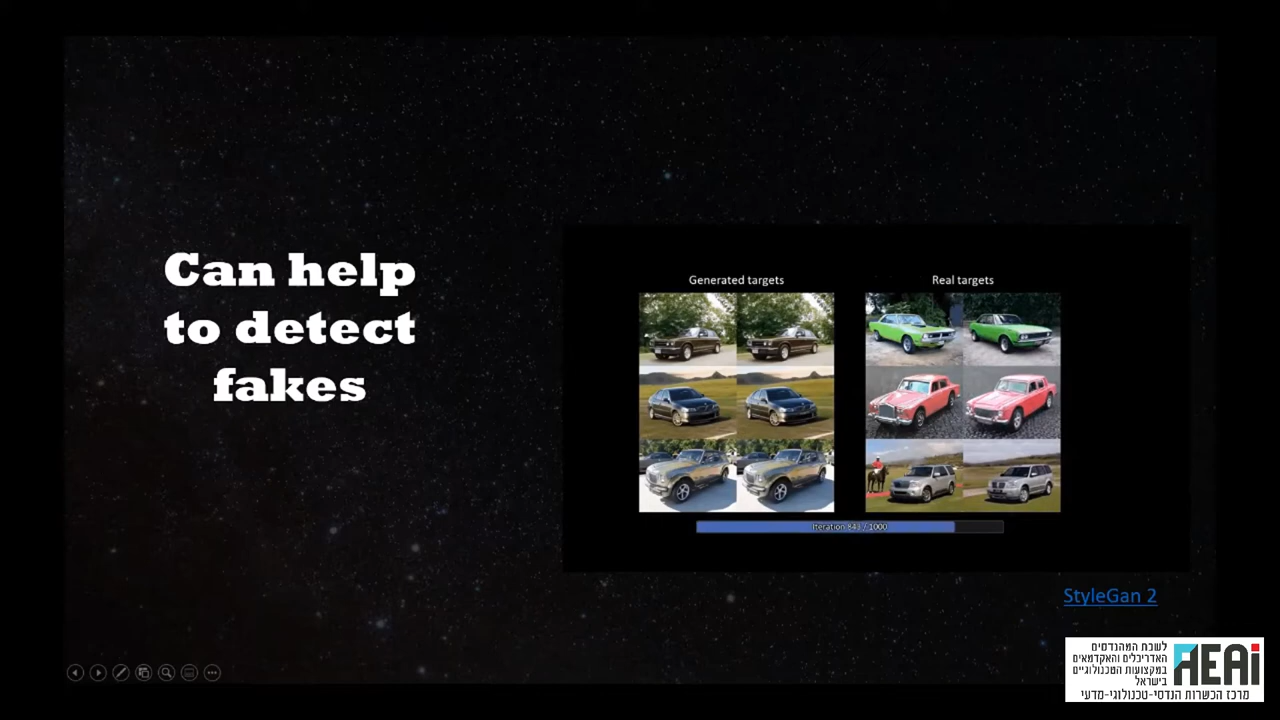 Can help
to detect
fakes
Generated targets
Real targets
Iteration 843 / 1000
StyleGan 2
לשכת המהנדסים
האדריכלים והאקדמאים
במקצועות הטכנולוגיים
בישראל
AEAI
מרכז הכשרות הנדסי-טכנולוגי-מדעי